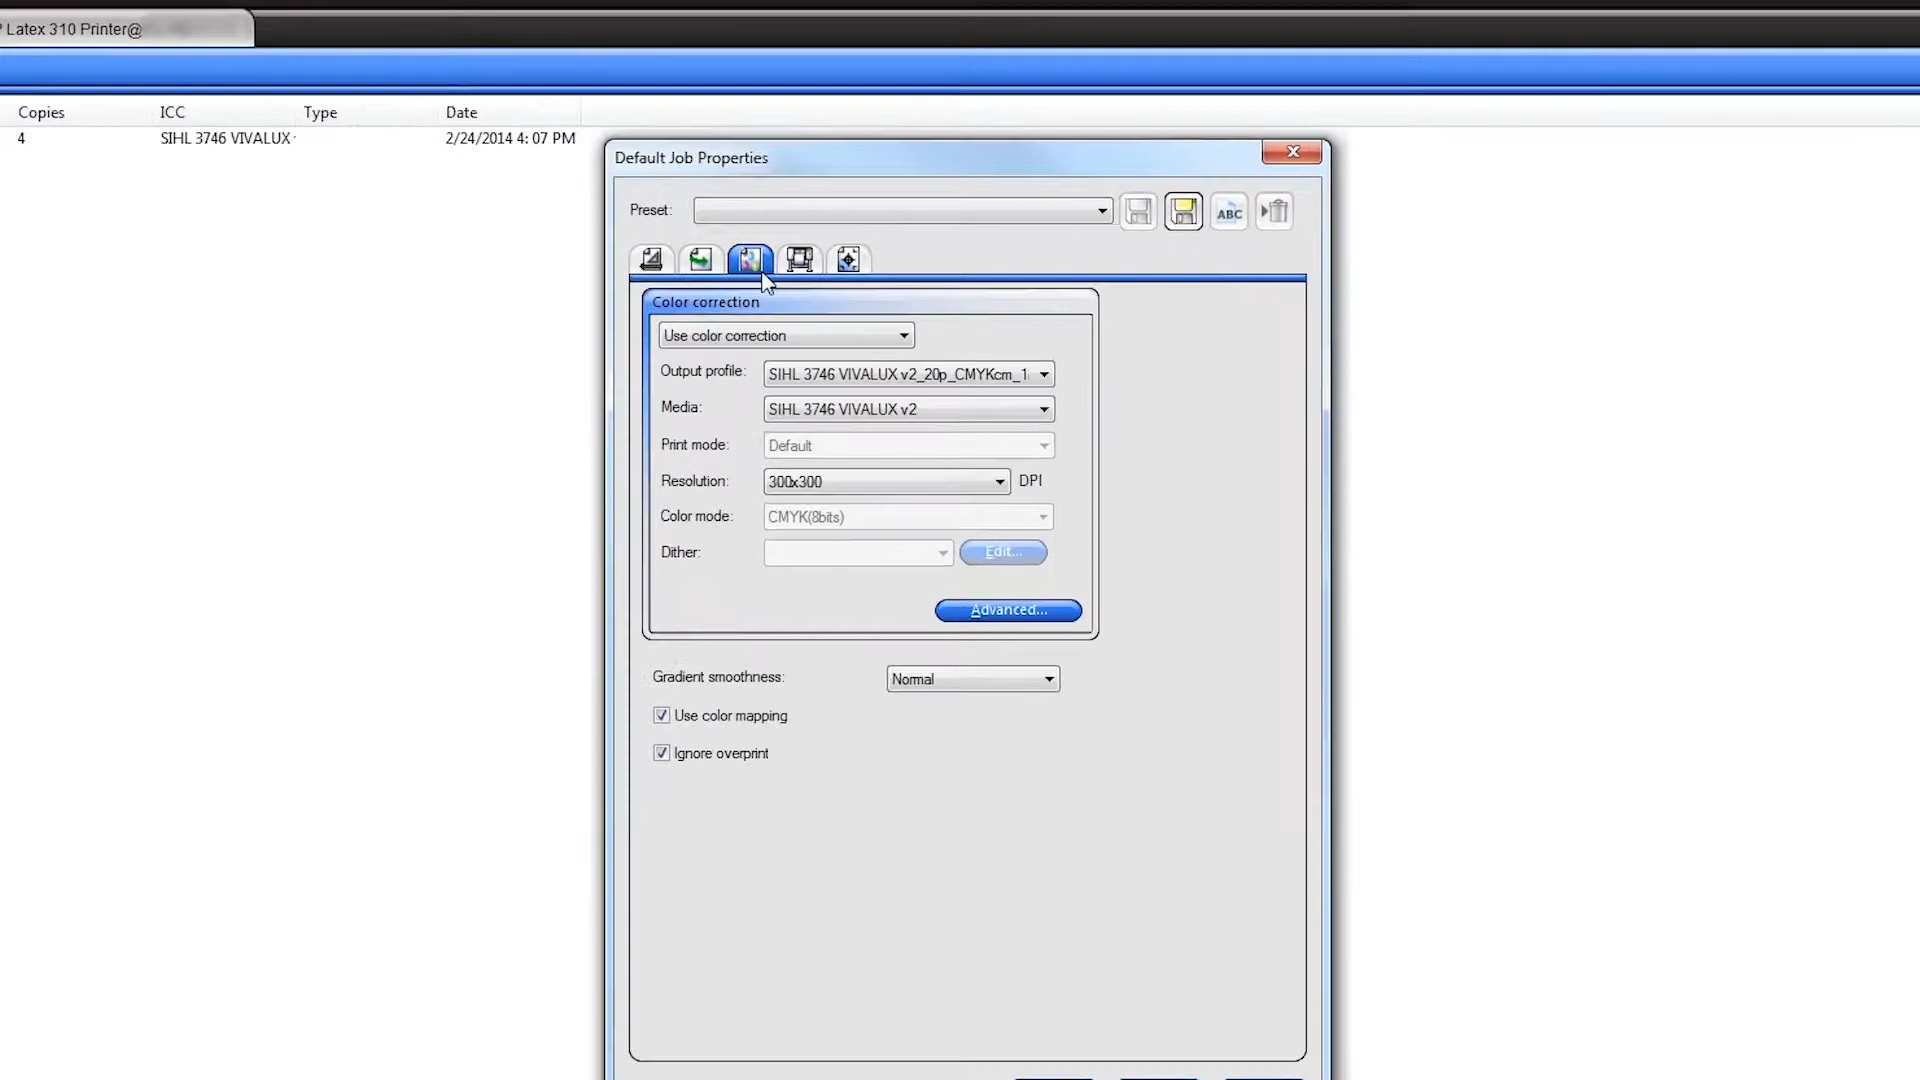 Latex 310 Printer@
Copies ICC Type Date
4 SIHL 3746 VIVALUX 2/24/2014 4: 07 PM
Default Job Properties
Preset:
ABC
Color correction
Use color correction
Output profile: SIHL 3746 VIVALUX v2_20p_CMYKcm_1
Media: SIHL 3746 VIVALUX v2
Print mode: Default
Resolution: 300x300 DPI
Color mode: CMYK(8bits)
Dither: Edit...
Advanced...
Gradient smoothness: Normal
Use color mapping
Ignore overprint